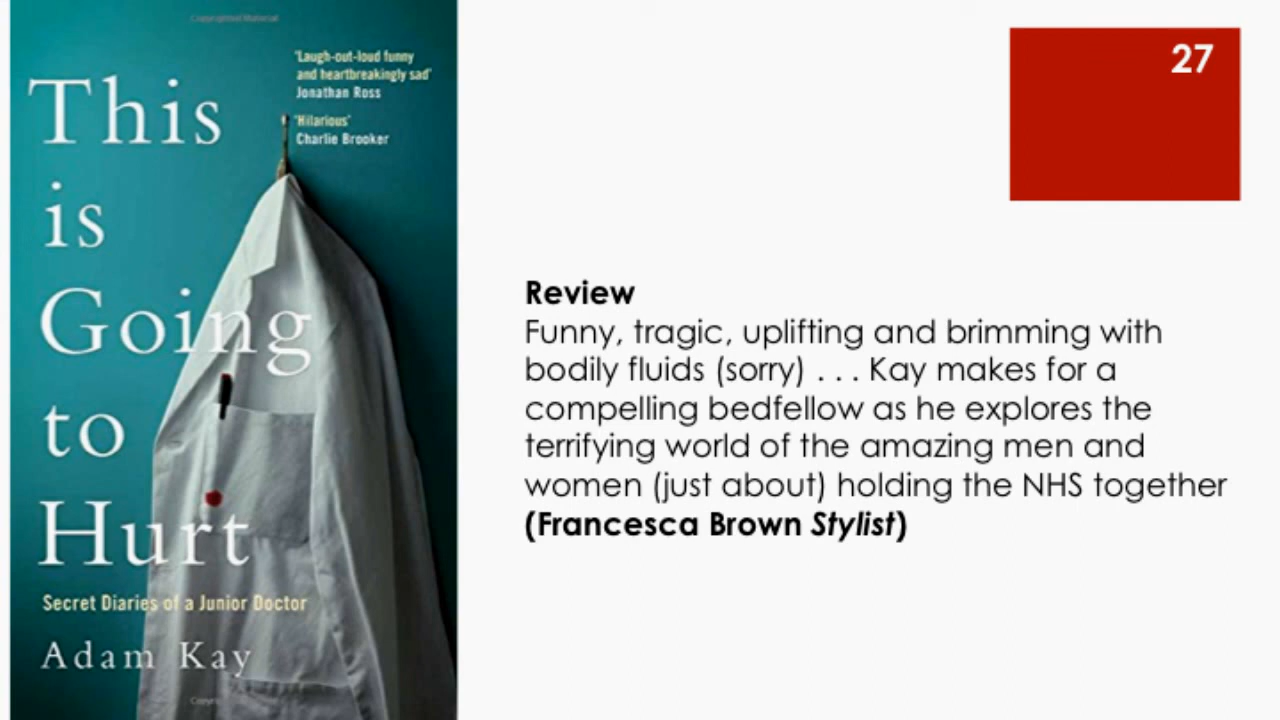 Copyrighted Material
'Laugh-out-loud funny
and heartbreakingly sad'
Jonathan Ross
'Hilarious'
Charlie Brooker
This
is
Going
to
Hurt
Secret Diaries of a Junior Doctor
Adam Kay
27
Review
Funny, tragic, uplifting and brimming with
bodily fluids (sorry) . . . Kay makes for a
compelling bedfellow as he explores the
terrifying world of the amazing men and
women (just about) holding the NHS together
(Francesca Brown Stylist)